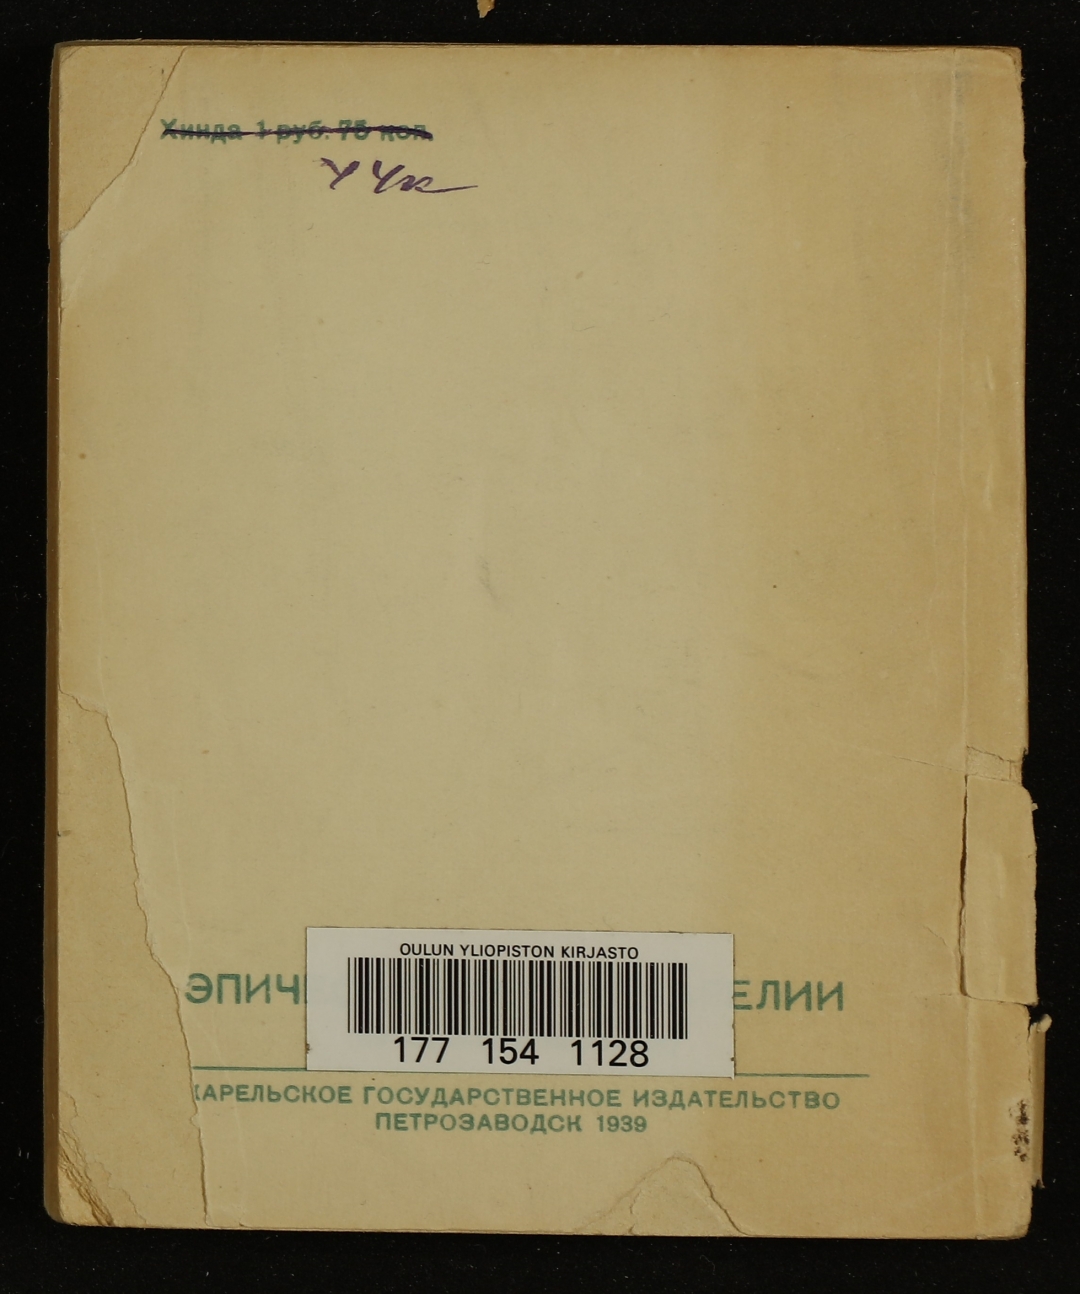 Хинда 1 руб. 75 коп.
OULUN YLIOPISTON KIRJASTO
ЭПИЧ ЕЛИИ
177 154 1128
КАРЕЛЬСКОЕ ГОСУДАРСТВЕННОЕ ИЗДАТЕЛЬСТВО
ПЕТРОЗАВОДСК 1939